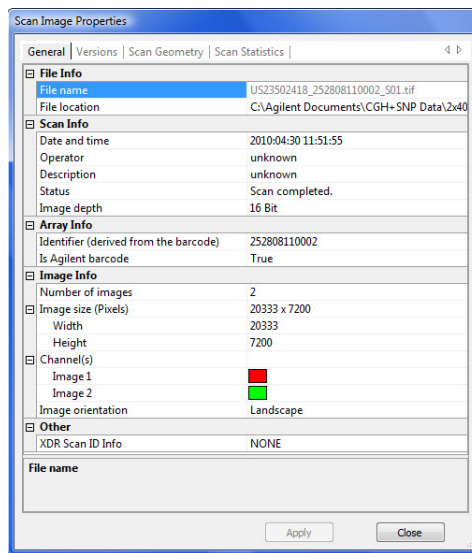 Scan Image Properties
General | Versions | Scan Geometry | Scan Statistics |
File Info
File name US23502418_252808110002_S01.tif
File location C:\Agilent Documents\CGH+SNP Data\2x40
Scan Info
Date and time 2010:04:30 11:51:55
Operator unknown
Description unknown
Status Scan completed.
Image depth 16 Bit
Array Info
Identifier (derived from the barcode) 252808110002
Is Agilent barcode True
Image Info
Number of images 2
Image size (Pixels) 20333 x 7200
Width 20333
Height 7200
Channel(s)
Image 1
Image 2
Image orientation Landscape
Other
XDR Scan ID Info NONE
File name
Apply Close